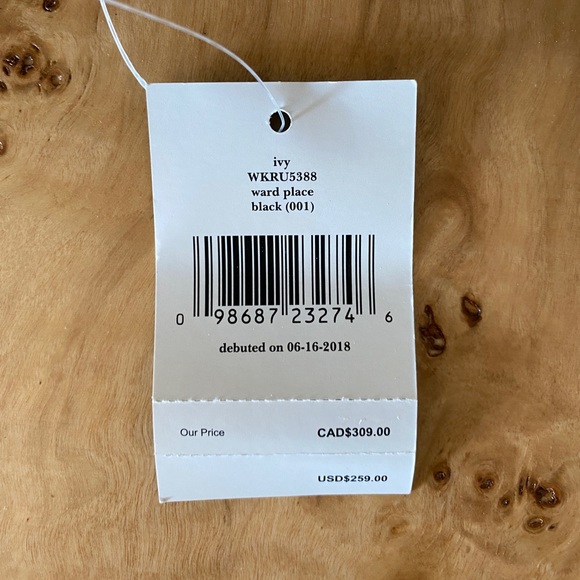 ivy
WKRU5388
ward place
black (001)
0 98687 23274 6
debuted on 06-16-2018
Our Price CAD$309.00
USD$259.00